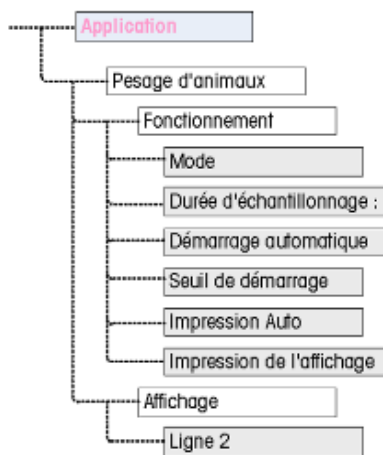 Application
Pesage d'animaux
Fonctionnement
Mode
Durée d'échantillonnage :
Démarrage automatique
Seuil de démarrage
Impression Auto
Impression de l'affichage
Affichage
Ligne 2